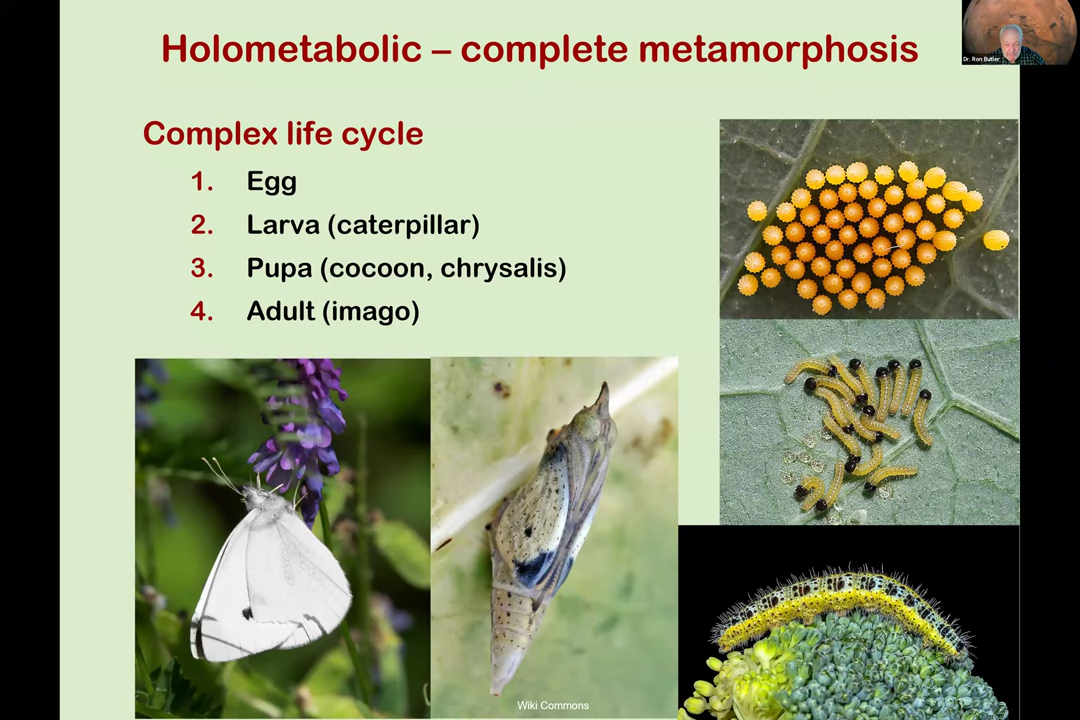 Holometabolic – complete metamorphosis
Dr. Ron Butler
Complex life cycle
1. Egg
2. Larva (caterpillar)
3. Pupa (cocoon, chrysalis)
4. Adult (imago)
Wiki Commons